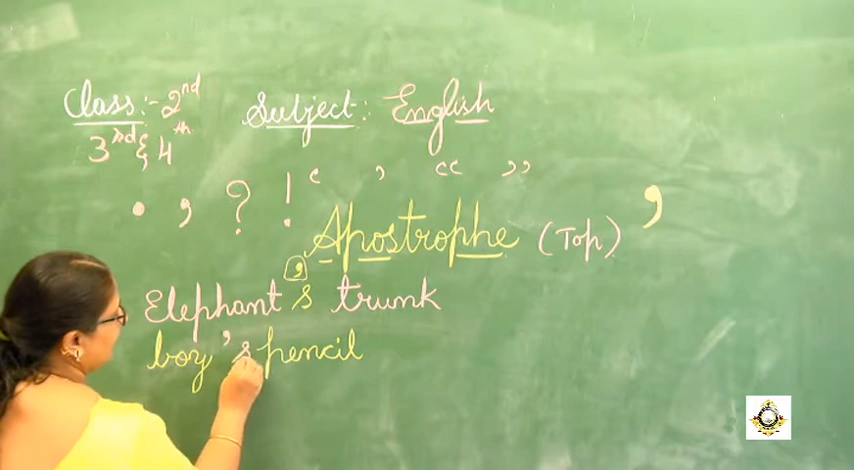 Class:- 2nd Subject: English
3rd & 4th
. , ? ! ‘ ’ “ ”
Apostrophe (Top) ,
Elephant's trunk
boy's pencil